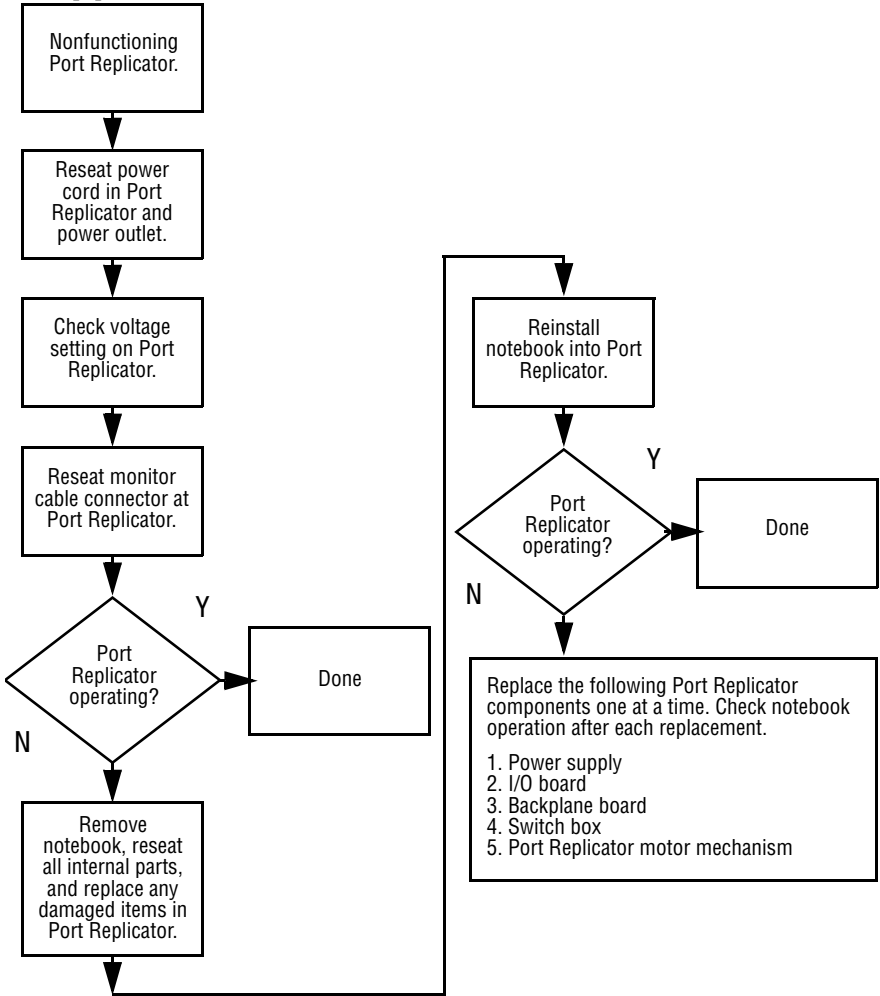 Nonfunctioning
Port Replicator.
Reseat power
cord in Port
Replicator and
power outlet.
Check voltage
setting on Port
Replicator.
Reseat monitor
cable connector at
Port Replicator.
Y
Port
Replicator
operating?
Done
N
Remove
notebook, reseat
all internal parts,
and replace any
damaged items in
Port Replicator.
Reinstall
notebook into Port
Replicator.
Y
Port
Replicator
operating?
Done
N
Replace the following Port Replicator
components one at a time. Check notebook
operation after each replacement.
1. Power supply
2. I/O board
3. Backplane board
4. Switch box
5. Port Replicator motor mechanism